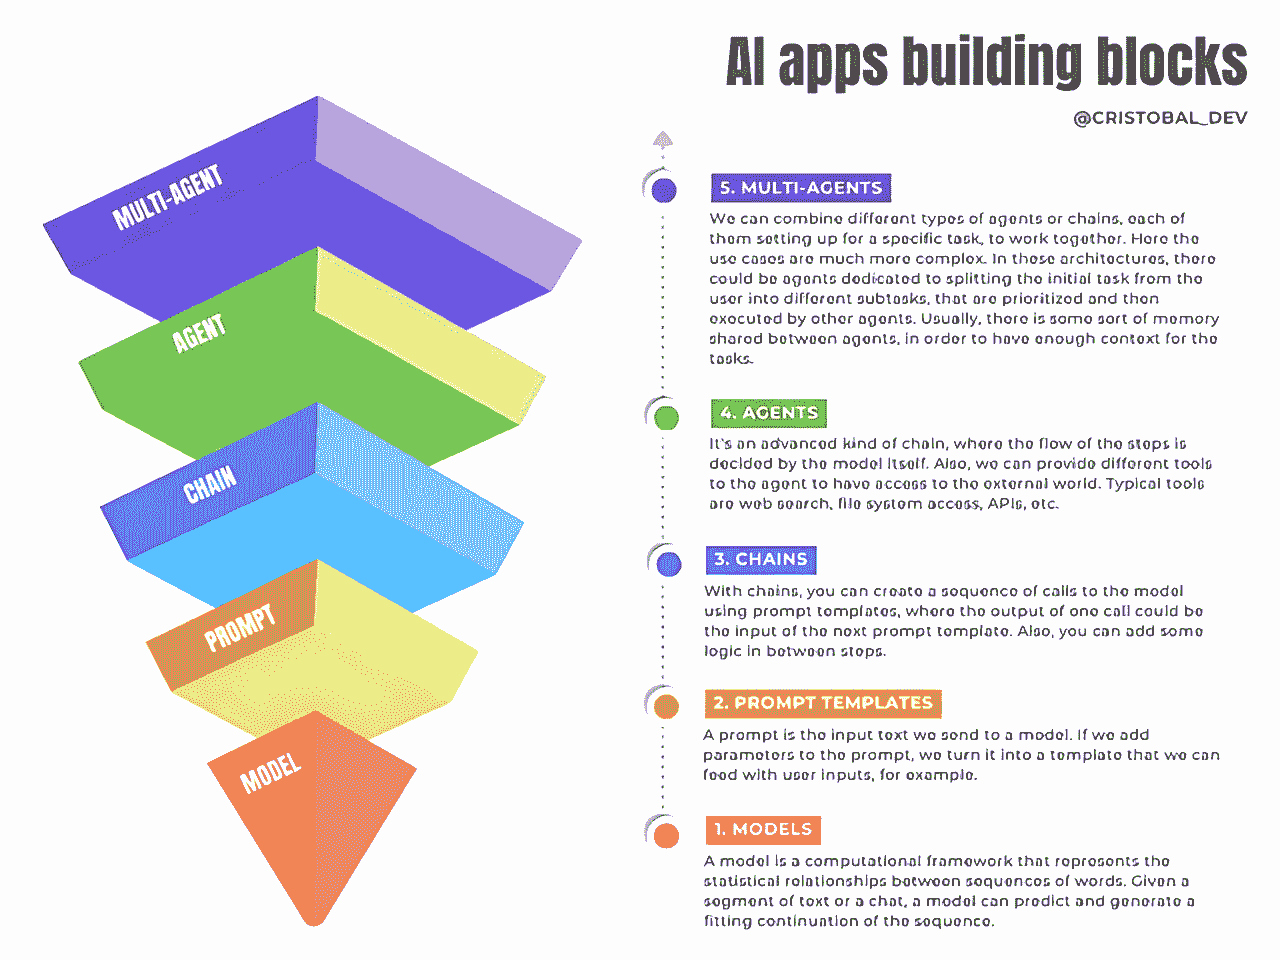 AI apps building blocks
@CRISTOBAL_DEV
MULTI-AGENT
AGENT
CHAIN
PROMPT
MODEL
5. MULTI-AGENTS
We can combine different types of agents or chains, each of
them setting up for a specific task, to work together. Here the
use cases are much more complex. In these architectures, there
could be agents dedicated to splitting the initial task from the
user into different subtasks, that are prioritized and then
executed by other agents. Usually, there is some sort of memory
shared between agents, in order to have enough context for the
tasks.
4. AGENTS
It's an advanced kind of chain, where the flow of the steps is
decided by the model itself. Also, we can provide different tools
to the agent to have access to the external world. Typical tools
are web search, file system access, APIs, etc.
3. CHAINS
With chains, you can create a sequence of calls to the model
using prompt templates, where the output of one call could be
the input of the next prompt template. Also, you can add some
logic in between steps.
2. PROMPT TEMPLATES
A prompt is the input text we send to a model. If we add
parameters to the prompt, we turn it into a template that we can
feed with user inputs, for example.
1. MODELS
A model is a computational framework that represents the
statistical relationships between sequences of words. Given a
segment of text or a chat, a model can predict and generate a
fitting continuation of the sequence.